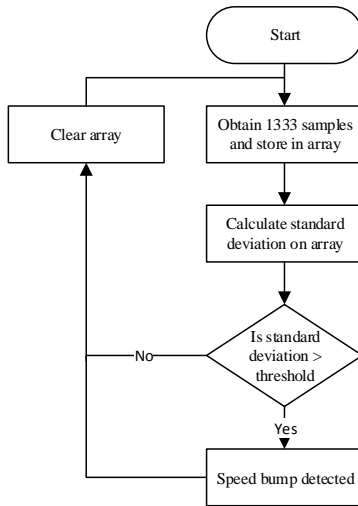 Start
Clear array
Obtain 1333 samples
and store in array
Calculate standard
deviation on array
Is standard
deviation >
threshold
No
Yes
Speed bump detected